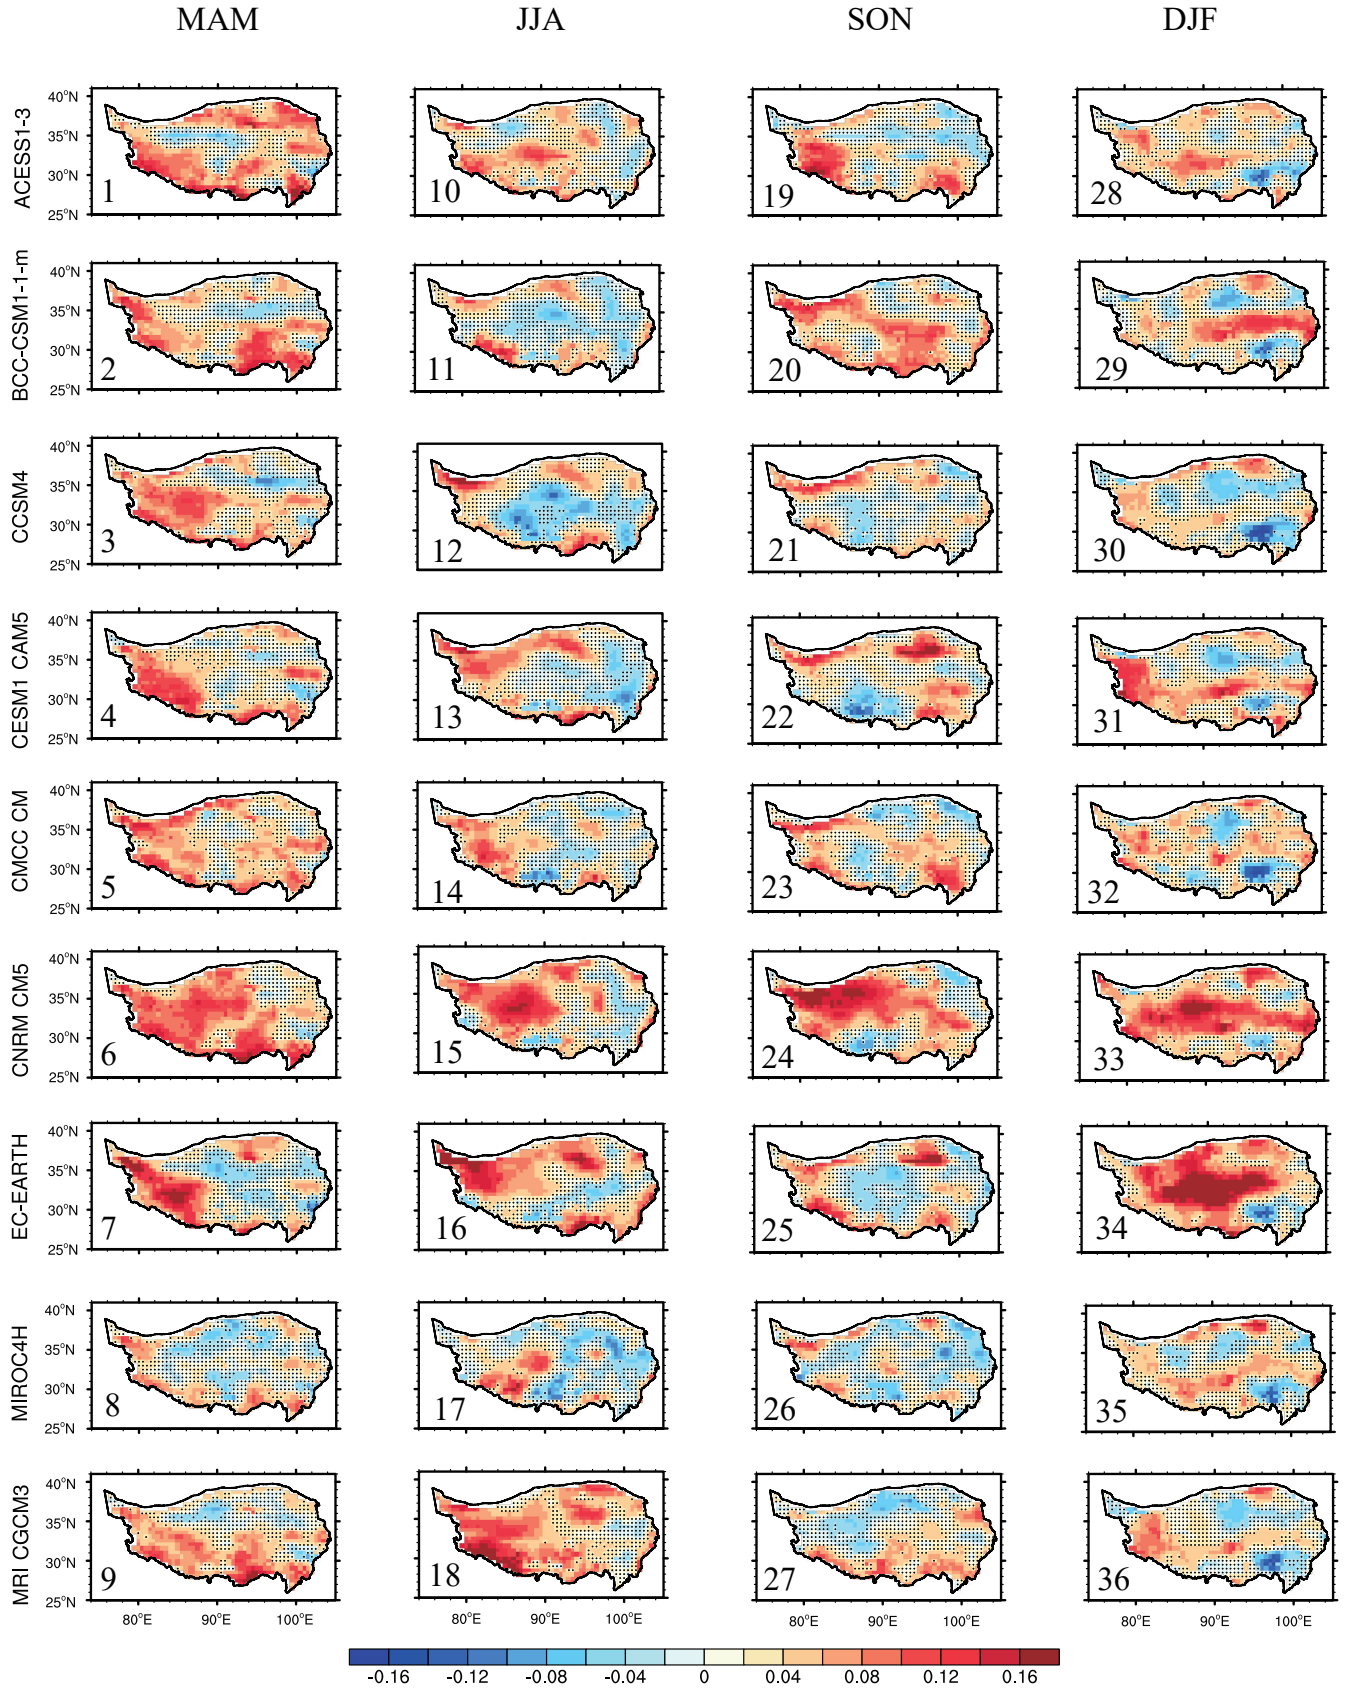 MAM JJA SON DJF
ACESS1-3
40°N
35°N
30°N
25°N
1 10 19 28
BCC-CSM1-1-m
40°N
35°N
30°N
25°N
2 11 20 29
CCSM4
40°N
35°N
30°N
25°N
3 12 21 30
CESM1 CAM5
40°N
35°N
30°N
25°N
4 13 22 31
CMCC CM
40°N
35°N
30°N
25°N
5 14 23 32
CNRM CM5
40°N
35°N
30°N
25°N
6 15 24 33
EC-EARTH
40°N
35°N
30°N
25°N
7 16 25 34
MIROC4H
40°N
35°N
30°N
25°N
8 17 26 35
MRI CGCM3
40°N
35°N
30°N
25°N
9 18 27 36
80°E 90°E 100°E 80°E 90°E 100°E 80°E 90°E 100°E 80°E 90°E 100°E
-0.16 -0.12 -0.08 -0.04 0 0.04 0.08 0.12 0.16